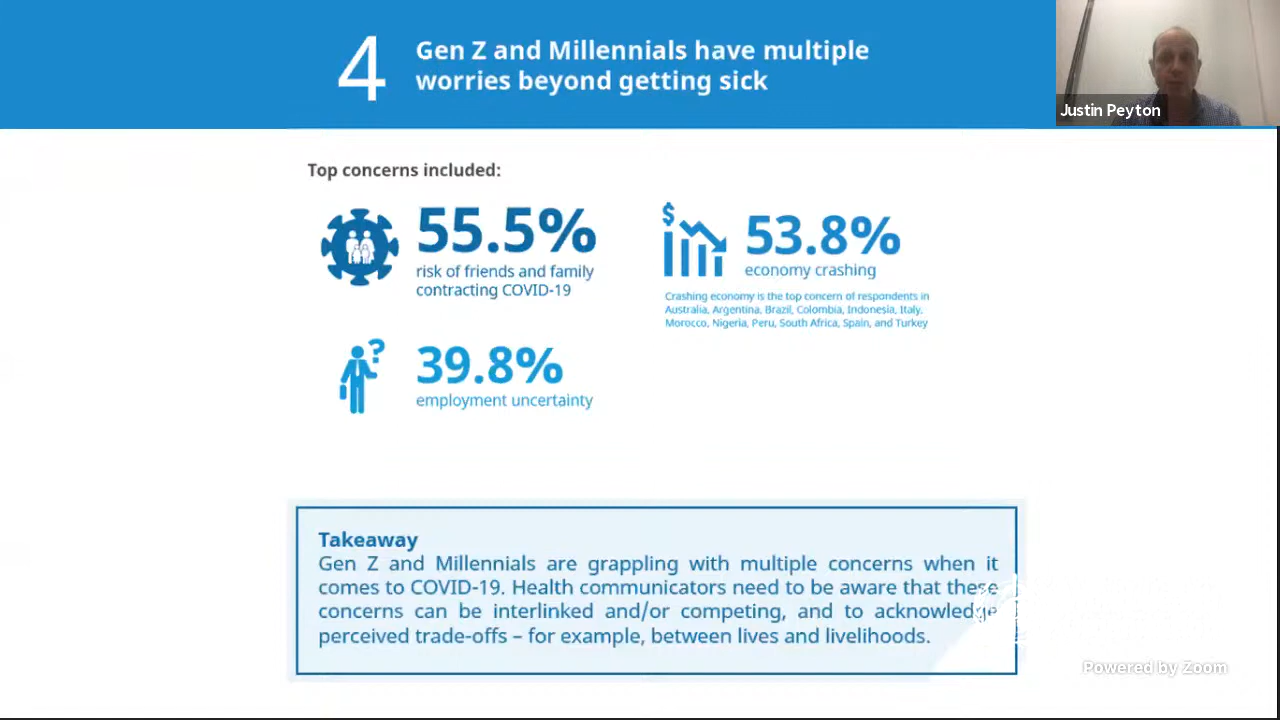 4
Gen Z and Millennials have multiple
worries beyond getting sick
Justin Peyton
Top concerns included:
55.5%
risk of friends and family
contracting COVID-19
$
53.8%
economy crashing
Crashing economy is the top concern of respondents in
Australia, Argentina, Brazil, Colombia, Indonesia, Italy,
Morocco, Nigeria, Peru, South Africa, Spain, and Turkey
?
39.8%
employment uncertainty
Takeaway
Gen Z and Millennials are grappling with multiple concerns when it
comes to COVID-19. Health communicators need to be aware that these
concerns can be interlinked and/or competing, and to acknowledge
perceived trade-offs – for example, between lives and livelihoods.
Powered by Zoom